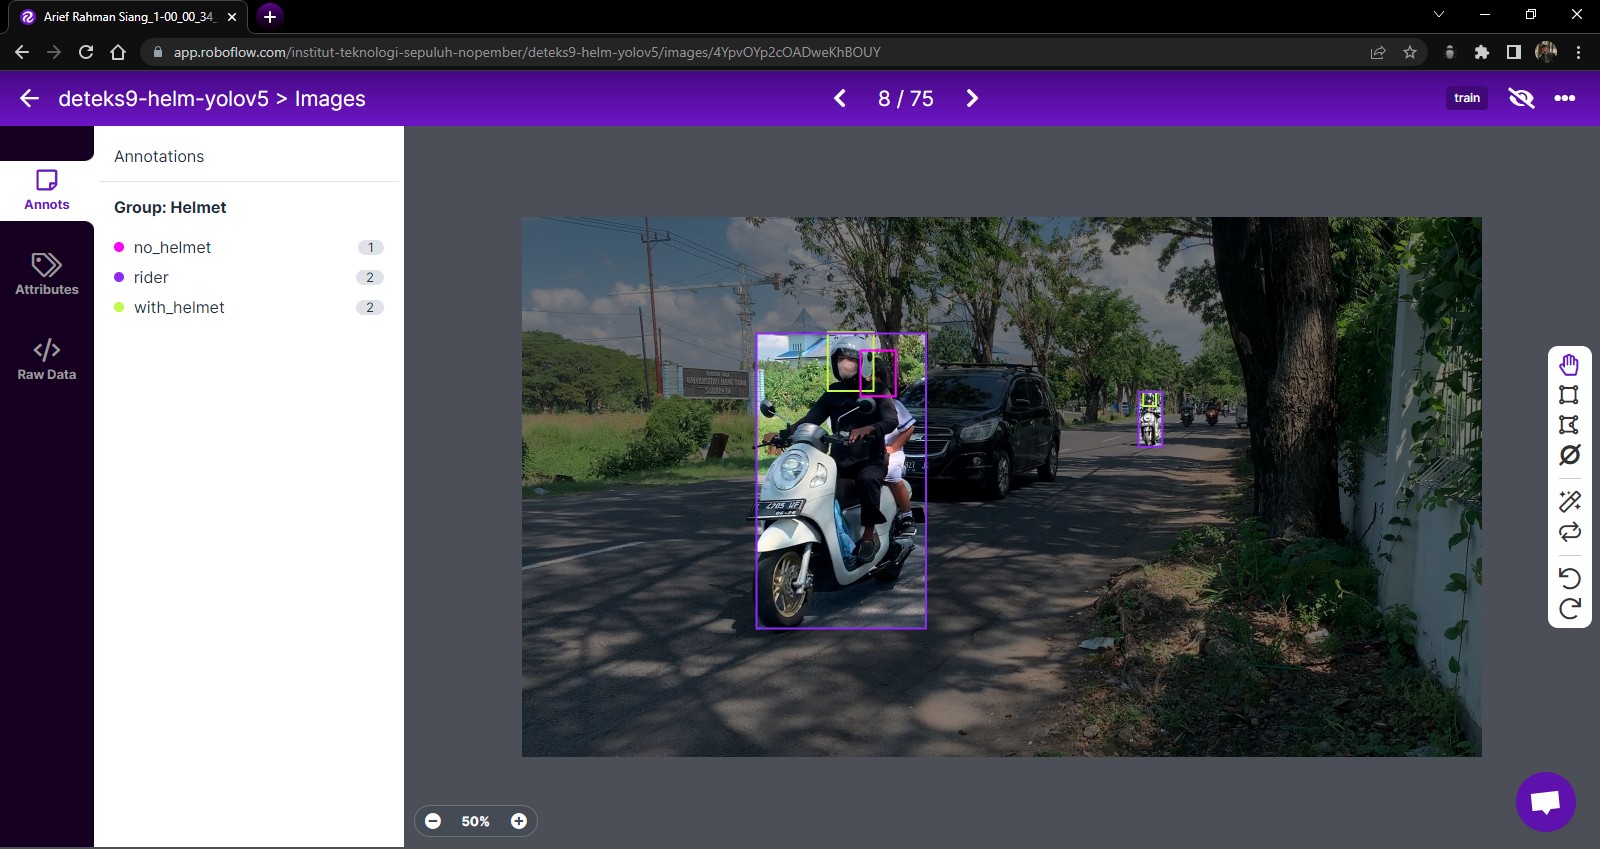 Arief Rahman Siang_1-00_00_34_
app.roboflow.com/institut-teknologi-sepuluh-nopember/deteks9-helm-yolov5/images/4YpvOYp2cOADweKhBOUY
deteks9-helm-yolov5 > Images
8 / 75
train
Annots
Attributes
Raw Data
Annotations
Group: Helmet
no_helmet 1
rider 2
with_helmet 2
50%